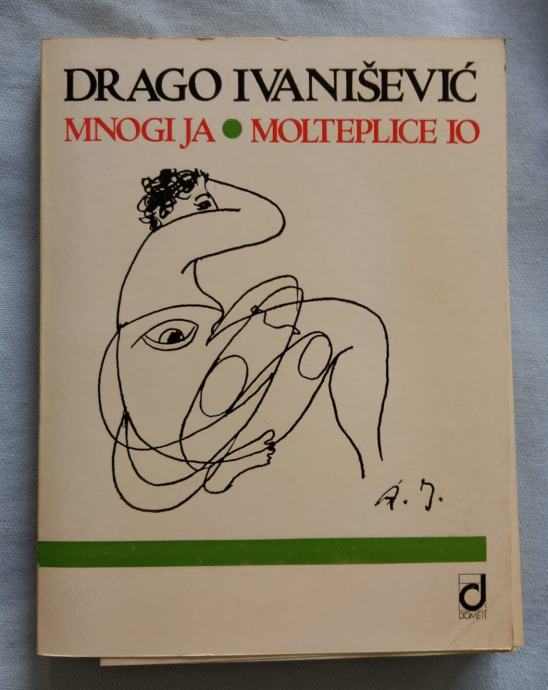 DRAGO IVANIŠEVIĆ
MNOGI JA • MOLTEPLICE IO
d
DOMETI